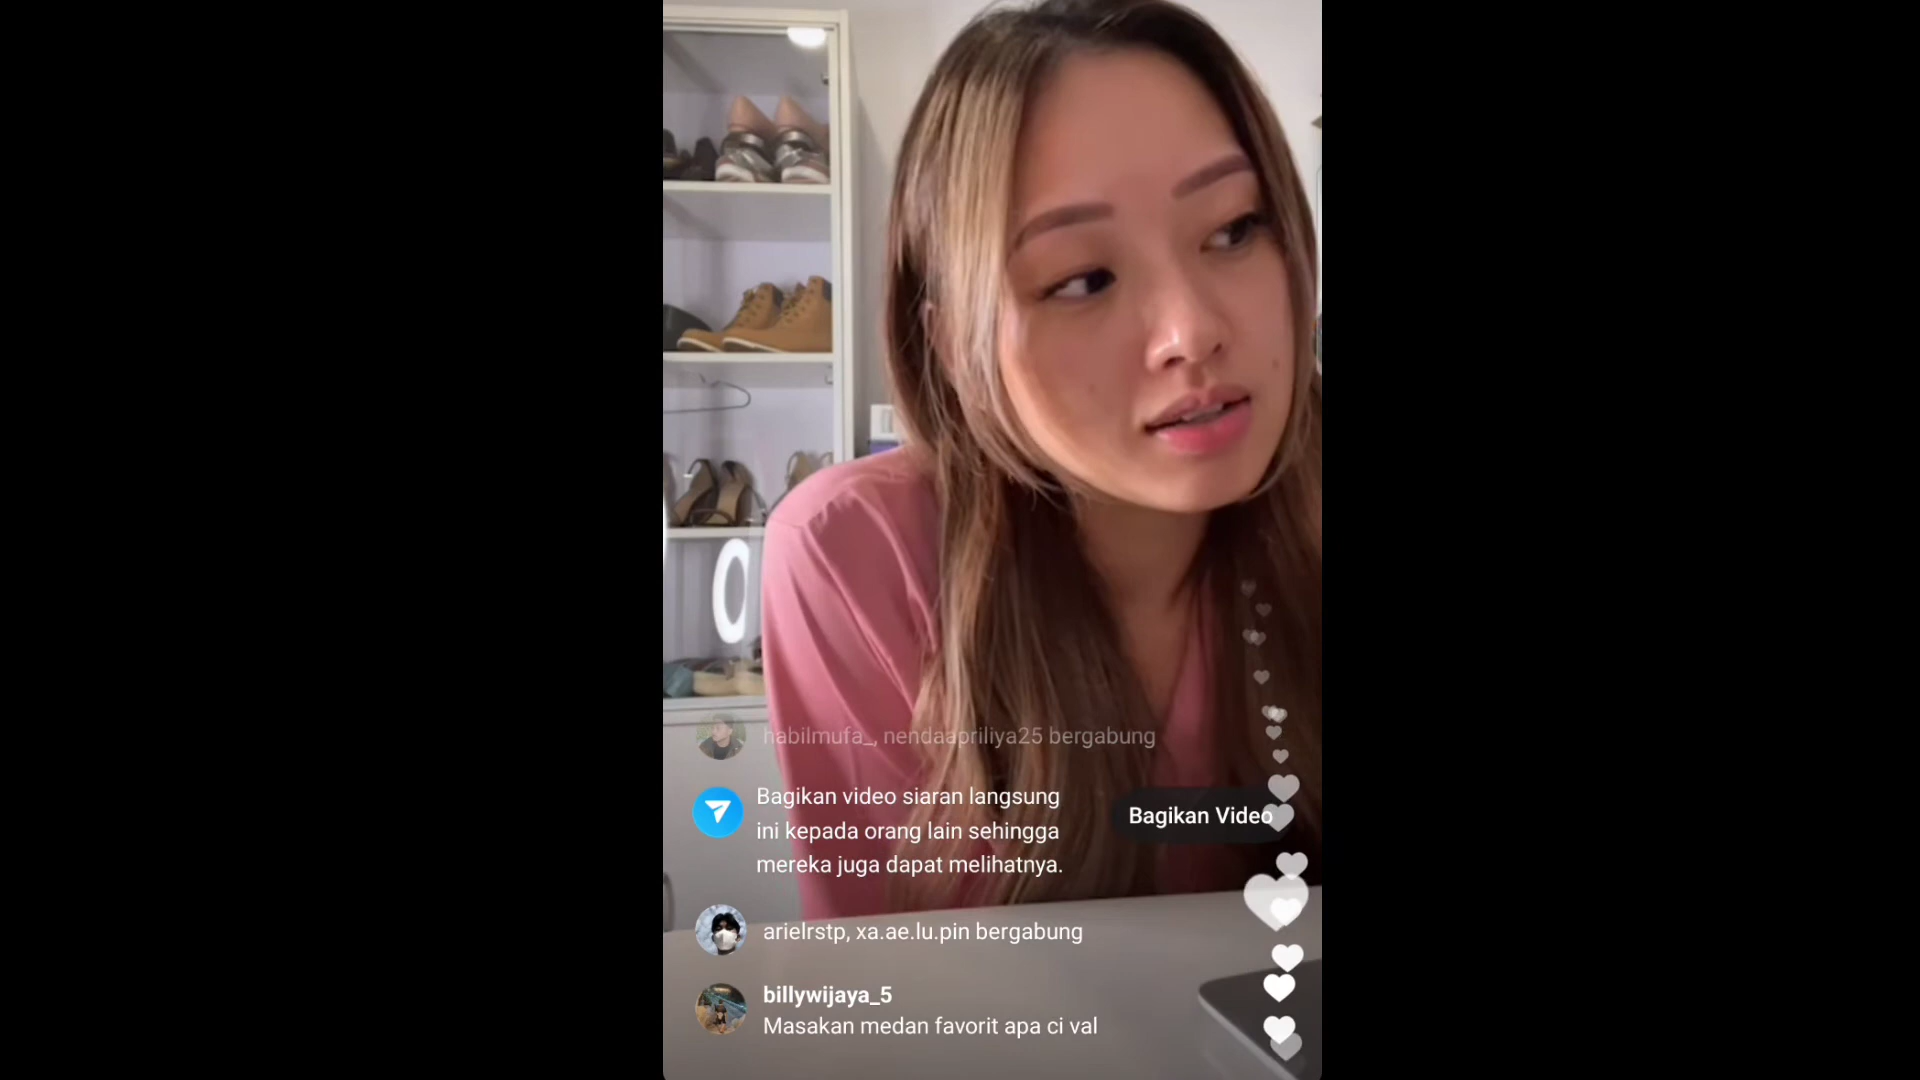 habilmufa_, nendaapriliya25 bergabung
Bagikan video siaran langsung
ini kepada orang lain sehingga
mereka juga dapat melihatnya.
Bagikan Video
arielrstp, xa.ae.lu.pin bergabung
billywijaya_5
Masakan medan favorit apa ci val